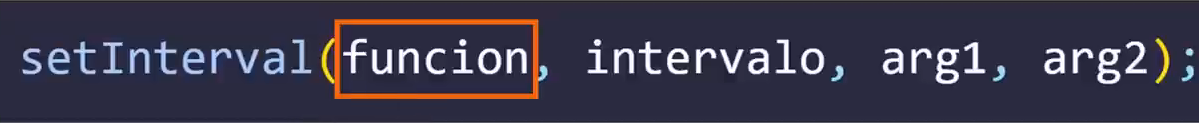 setInterval(funcion, intervalo, arg1, arg2);